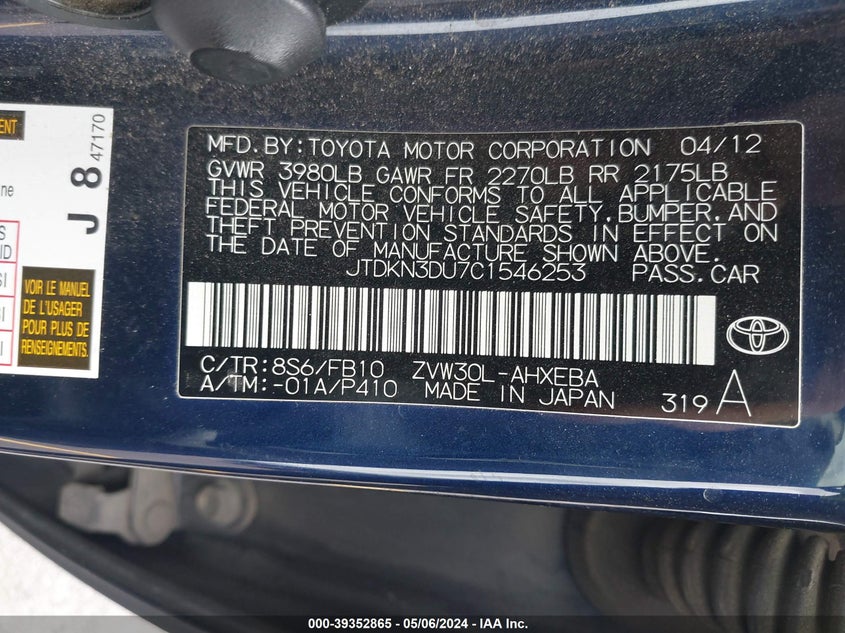 MFD. BY: TOYOTA MOTOR CORPORATION 04/12
GVWR 3980LB GAWR FR 2270LB RR 2175LB
THIS VEHICLE CONFORMS TO ALL APPLICABLE
FEDERAL MOTOR VEHICLE SAFETY, BUMPER, AND
THEFT PREVENTION STANDARDS IN EFFECT ON
THE DATE OF MANUFACTURE SHOWN ABOVE.
JTDKN3DU7C1546253 PASS. CAR
C/TR: 8S6/FB10 ZVW30L-AHXEBA
A/TM: -01A/P410 MADE IN JAPAN 319 A
TOYOTA
J 8 47170
VOIR LE MANUEL
DE L'USAGER
POUR PLUS DE
RENSEIGNEMENTS.
000-39352865 / 05/06/2024 - IAA Inc.